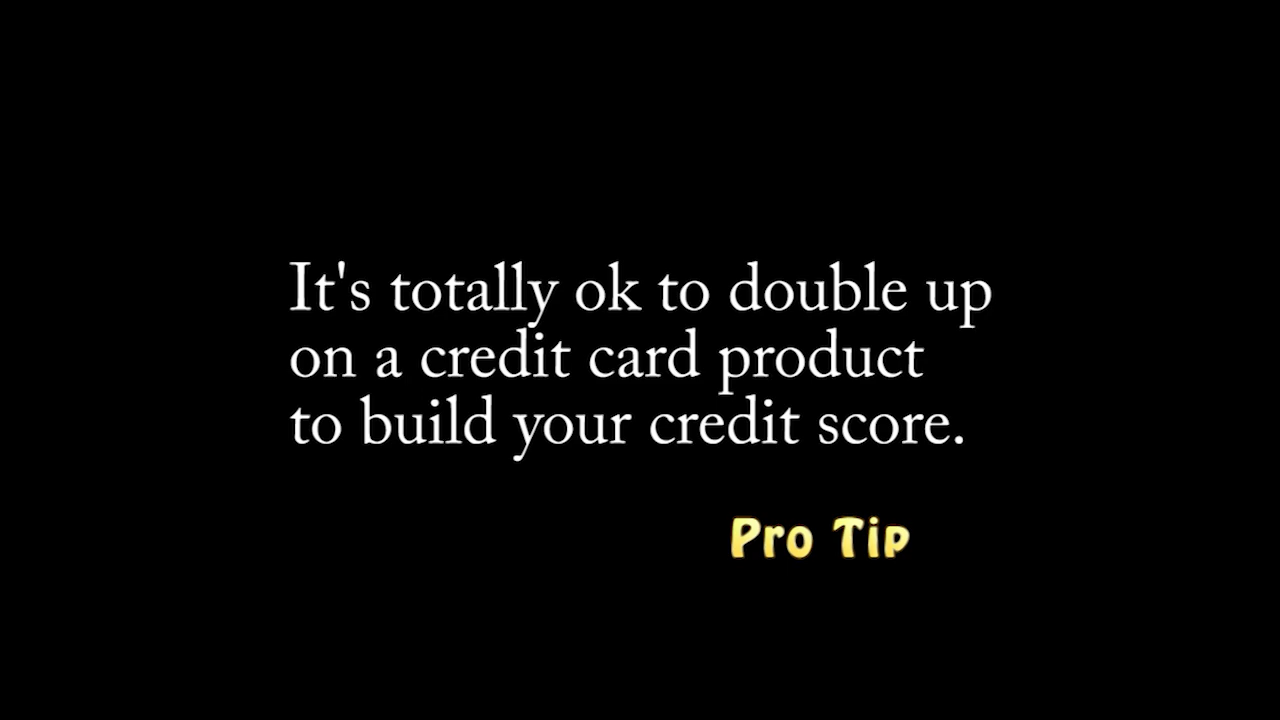 It's totally ok to double up
on a credit card product
to build your credit score.
Pro Tip